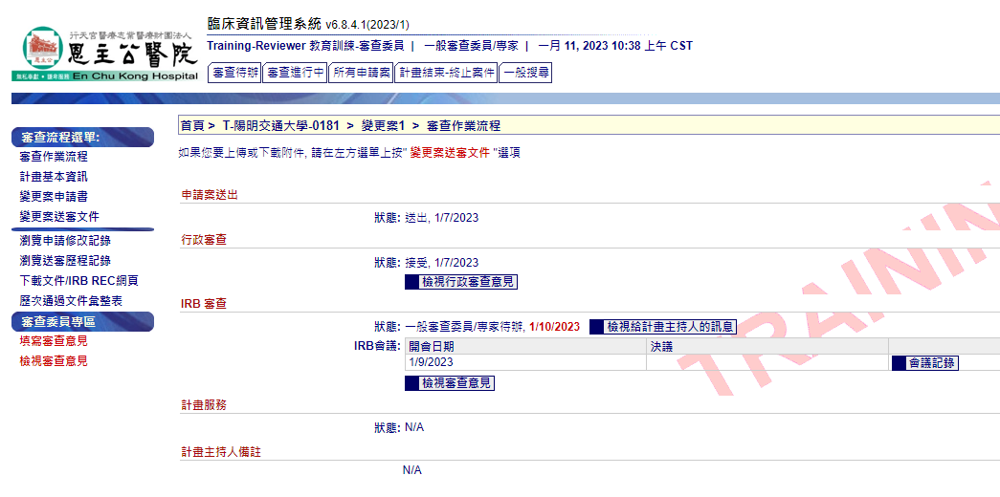 行天宮醫療志業醫療財團法人
恩主公醫院
En Chu Kong Hospital
臨床資訊管理系統 v6.8.4.1(2023/1)
Training-Reviewer 教育訓練-審查委員 | 一般審查委員/專家 | 一月 11, 2023 10:38 上午 CST
審查待辦 審查進行中 所有申請案 計畫結束-終止案件 一般搜尋
審查流程選單:
審查作業流程
計畫基本資訊
變更案申請書
變更案送審文件
瀏覽申請修改記錄
瀏覽送審歷程記錄
下載文件/IRB REC網頁
歷次通過文件彙整表
審查委員專區
填寫審查意見
檢視審查意見
首頁 > T-陽明交通大學-0181 > 變更案1 > 審查作業流程
如果您要上傳或下載附件, 請在左方選單上按" 變更案送審文件 "選項
申請案送出
狀態: 送出, 1/7/2023
行政審查
狀態: 接受, 1/7/2023
檢視行政審查意見
IRB 審查
狀態: 一般審查委員/專家待辦, 1/10/2023 檢視給計畫主持人的訊息
IRB會議: 開會日期 決議
1/9/2023 會議記錄
檢視審查意見
計畫服務
狀態: N/A
計畫主持人備註
N/A
TRAININ